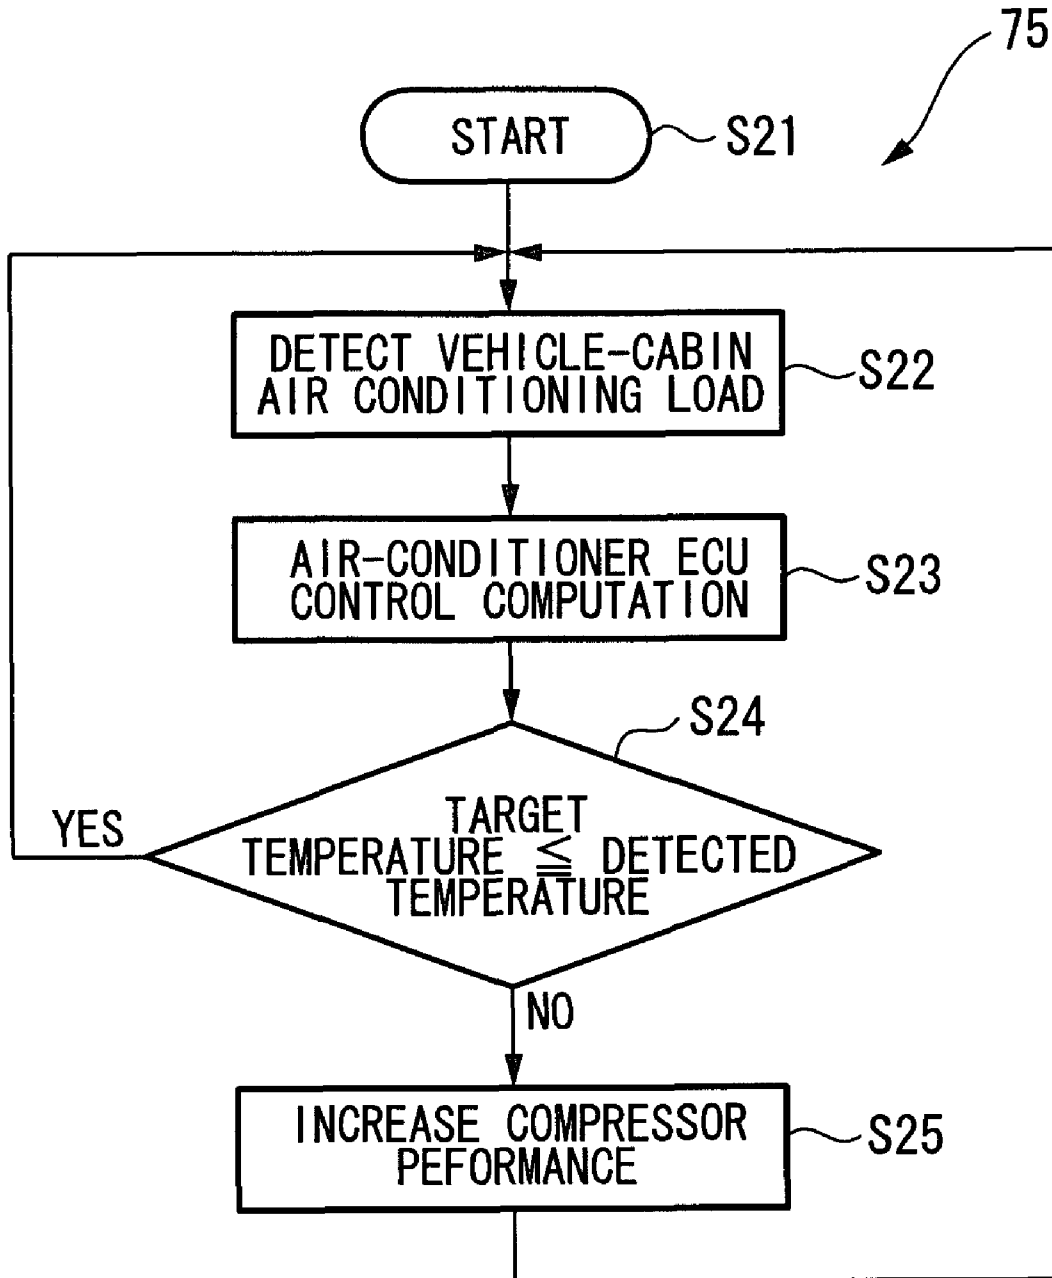 75
START
S21
DETECT VEHICLE-CABIN
AIR CONDITIONING LOAD
S22
AIR-CONDITIONER ECU
CONTROL COMPUTATION
S23
S24
TARGET
TEMPERATURE ≦ DETECTED
TEMPERATURE
YES
NO
INCREASE COMPRESSOR
PEFORMANCE
S25